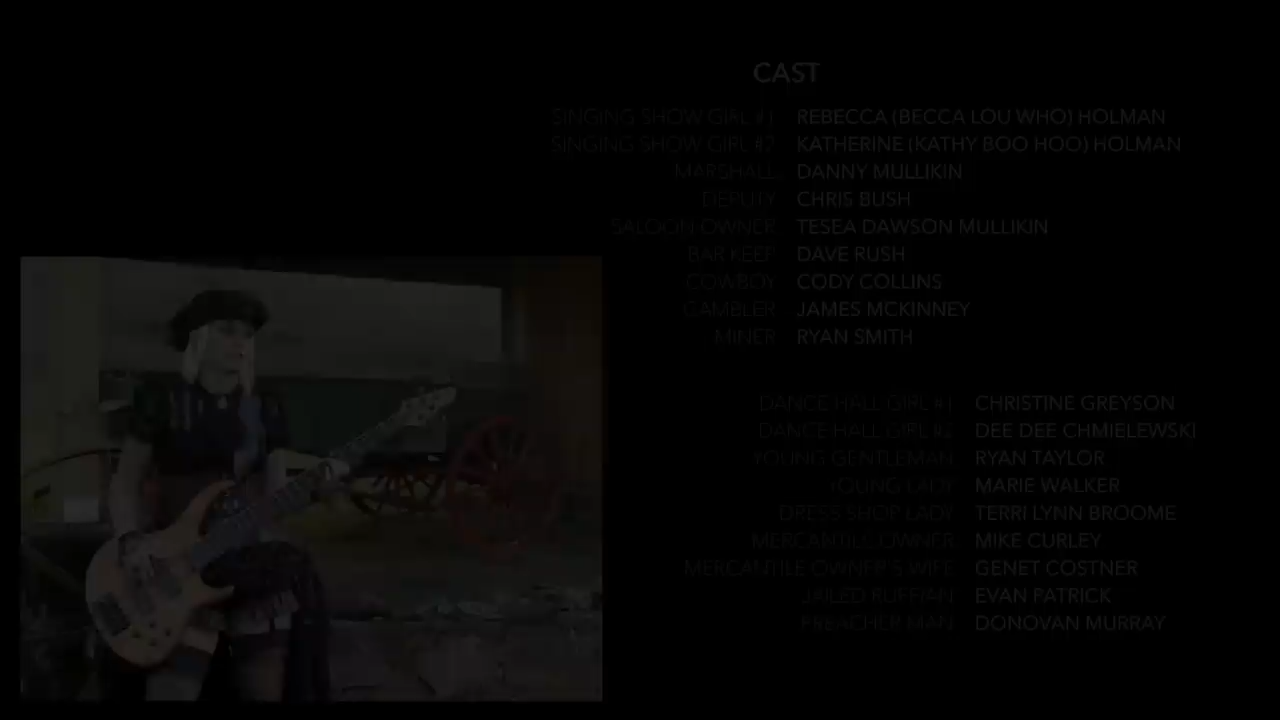 CAST
SINGING SHOW GIRL #1 REBECCA (BECCA LOU WHO) HOLMAN
SINGING SHOW GIRL #2 KATHERINE (KATHY BOO HOO) HOLMAN
MARSHALL DANNY MULLIKIN
DEPUTY CHRIS BUSH
SALOON OWNER TESEA DAWSON MULLIKIN
BAR KEEP DAVE RUSH
COWBOY CODY COLLINS
GAMBLER JAMES MCKINNEY
MINER RYAN SMITH
DANCE HALL GIRL #1 CHRISTINE GREYSON
DANCE HALL GIRL #2 DEE DEE CHMIELEWSKI
YOUNG GENTLEMAN RYAN TAYLOR
YOUNG LADY MARIE WALKER
DRESS SHOP LADY TERRI LYNN BROOME
MERCANTILE OWNER MIKE CURLEY
MERCANTILE OWNER'S WIFE GENET COSTNER
JAILED RUFFIAN EVAN PATRICK
PREACHER MAN DONOVAN MURRAY